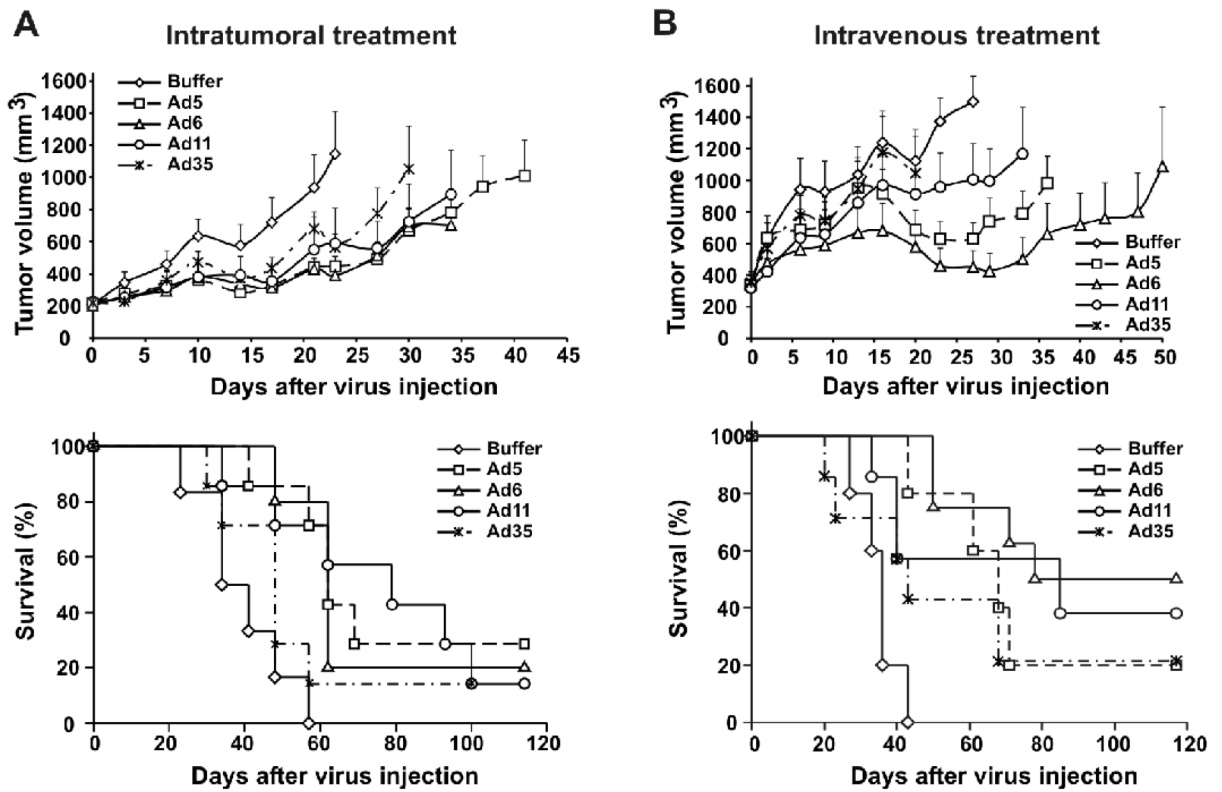 A
Intratumoral treatment
Tumor volume (mm3)
1600
1400
1200
1000
800
600
400
200
0
Buffer
Ad5
Ad6
Ad11
Ad35
0 5 10 15 20 25 30 35 40 45
Days after virus injection
Survival (%)
100
80
60
40
20
0
Buffer
Ad5
Ad6
Ad11
Ad35
0 20 40 60 80 100 120
Days after virus injection
B
Intravenous treatment
Tumor volume (mm3)
1600
1400
1200
1000
800
600
400
200
0
Buffer
Ad5
Ad6
Ad11
Ad35
0 5 10 15 20 25 30 35 40 45 50
Days after virus injection
Survival (%)
100
80
60
40
20
0
Buffer
Ad5
Ad6
Ad11
Ad35
0 20 40 60 80 100 120
Days after virus injection